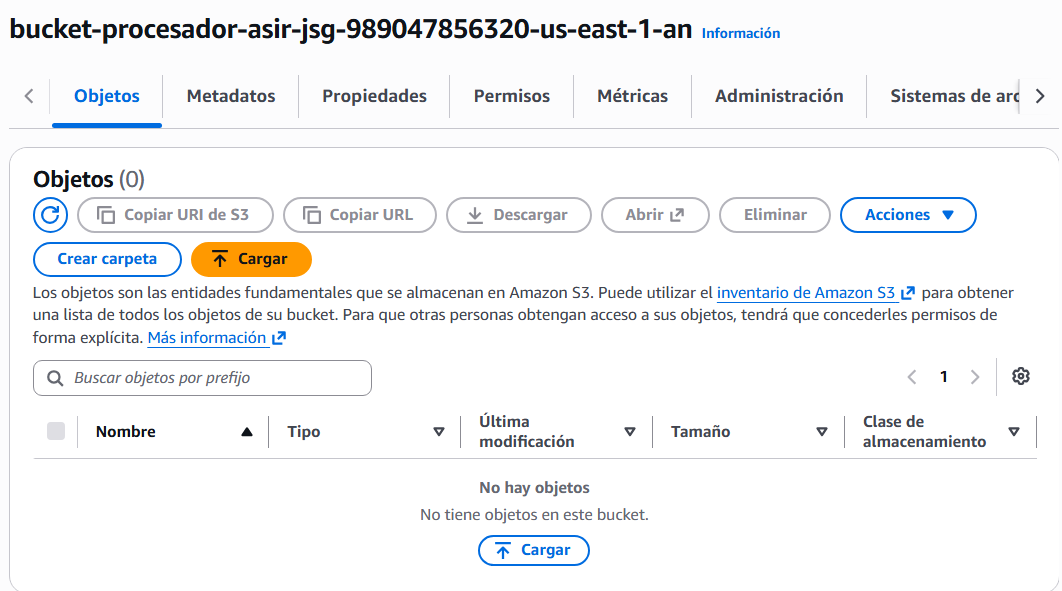 bucket-procesador-asir-jsg-989047856320-us-east-1-an Información
Objetos Metadatos Propiedades Permisos Métricas Administración Sistemas de arc
Objetos (0)
Copiar URI de S3 Copiar URL Descargar Abrir Eliminar Acciones
Crear carpeta Cargar
Los objetos son las entidades fundamentales que se almacenan en Amazon S3. Puede utilizar el inventario de Amazon S3 para obtener
una lista de todos los objetos de su bucket. Para que otras personas obtengan acceso a sus objetos, tendrá que concederles permisos de
forma explícita. Más información
Buscar objetos por prefijo
1
Nombre Tipo Última modificación Tamaño Clase de almacenamiento
No hay objetos
No tiene objetos en este bucket.
Cargar